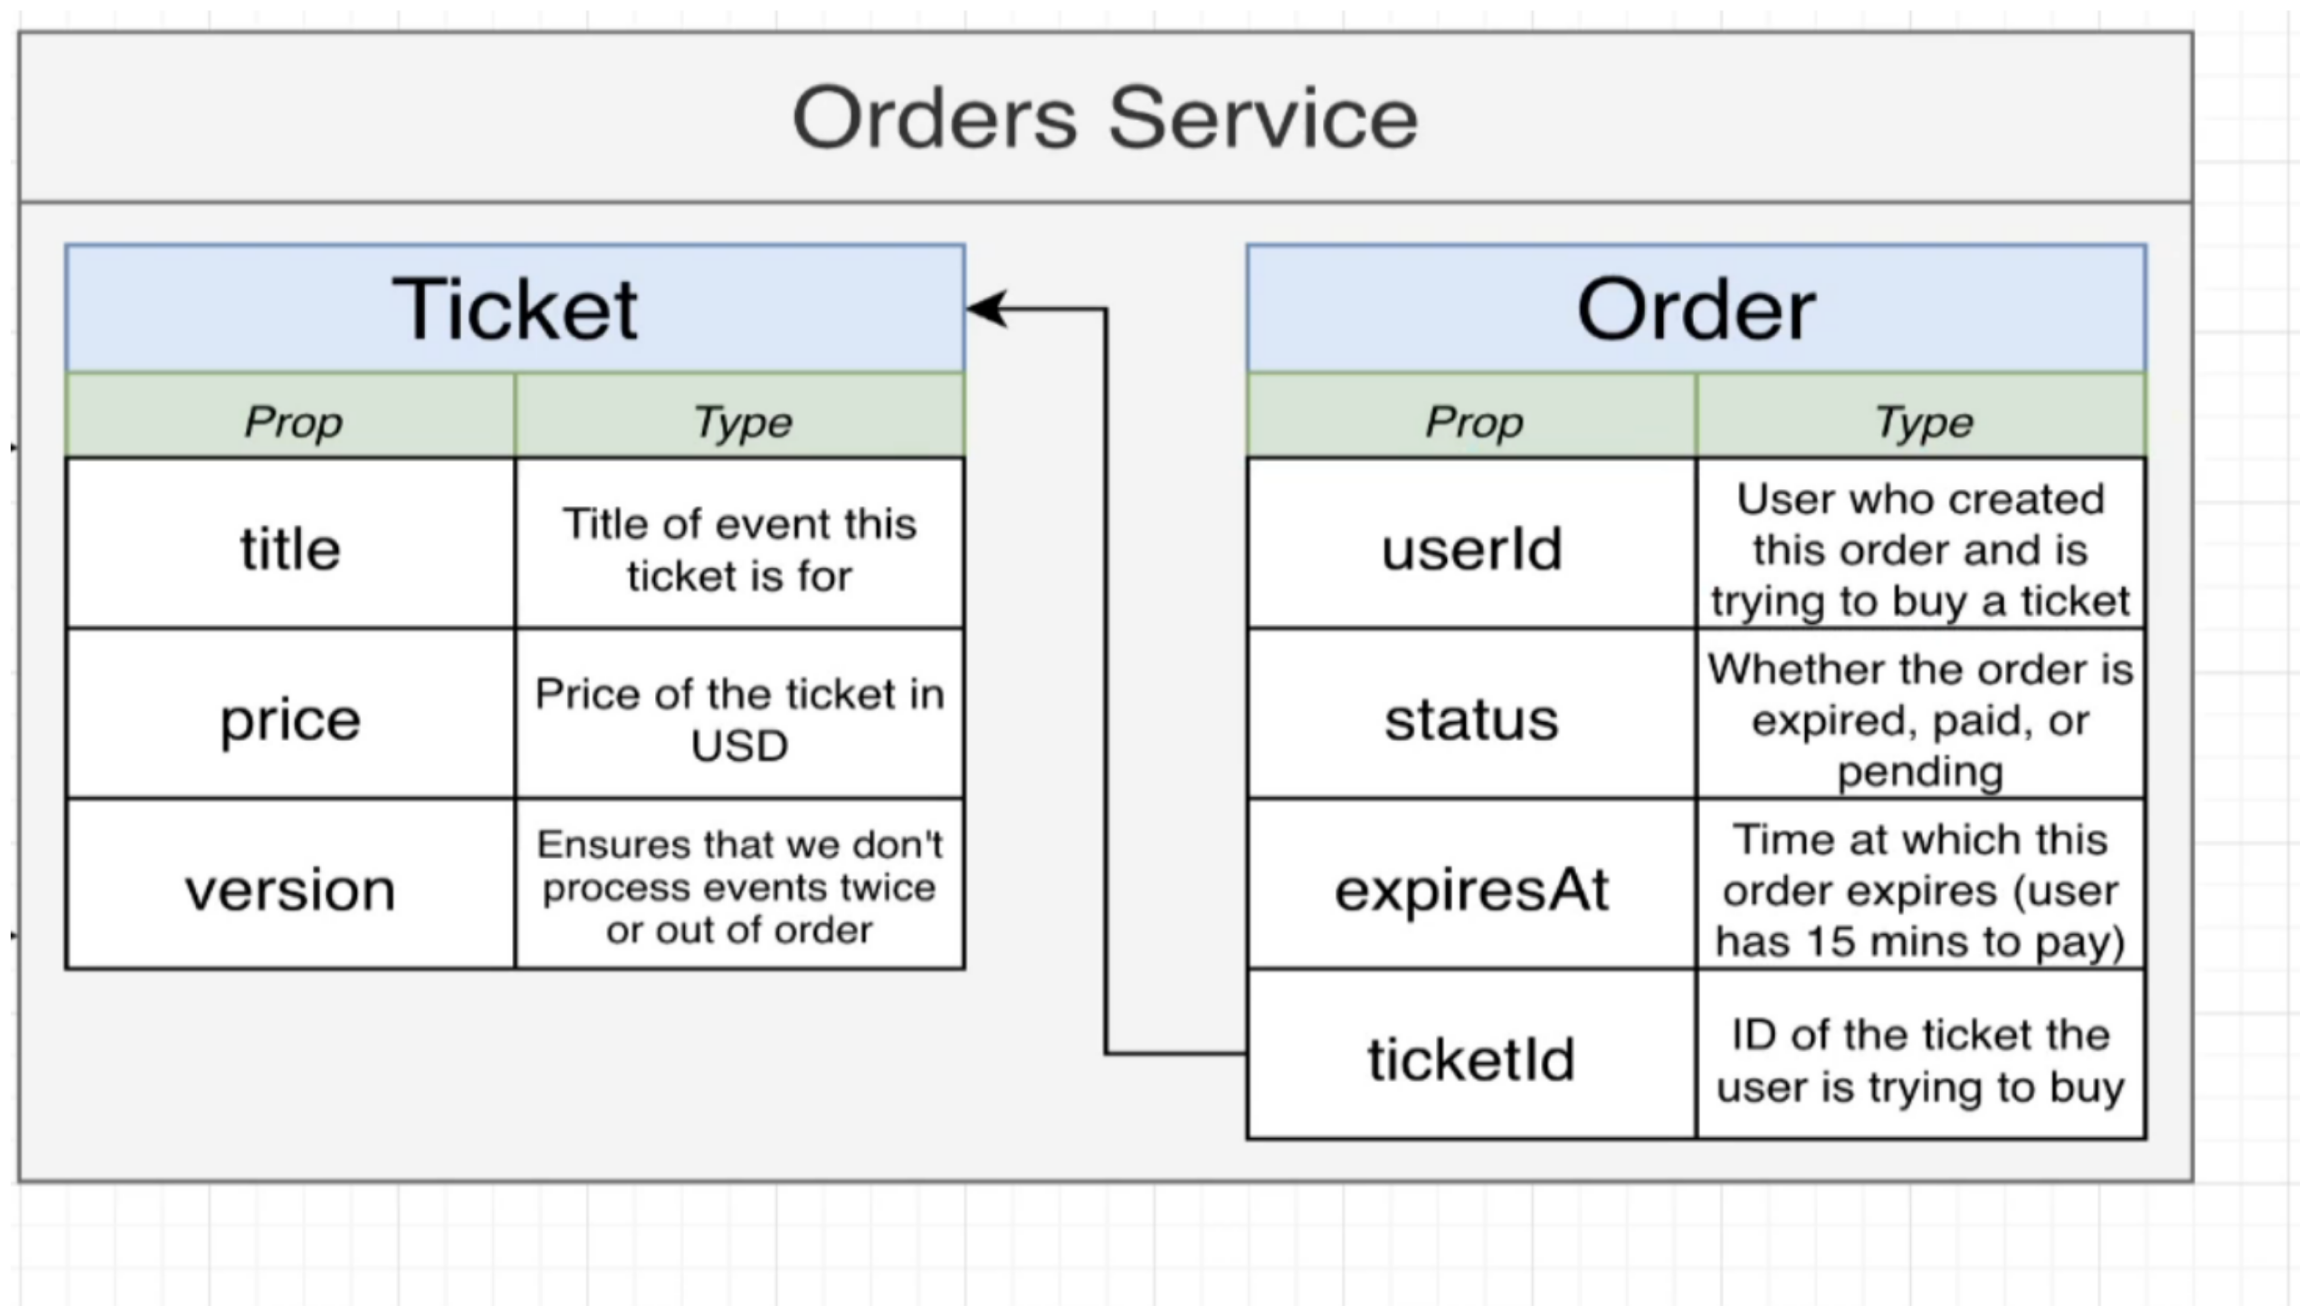 Orders Service
Ticket
Prop
Type
title
Title of event this
ticket is for
price
Price of the ticket in
USD
version
Ensures that we don't
process events twice
or out of order
Order
Prop
Type
userId
User who created
this order and is
trying to buy a ticket
status
Whether the order is
expired, paid, or
pending
expiresAt
Time at which this
order expires (user
has 15 mins to pay)
ticketId
ID of the ticket the
user is trying to buy